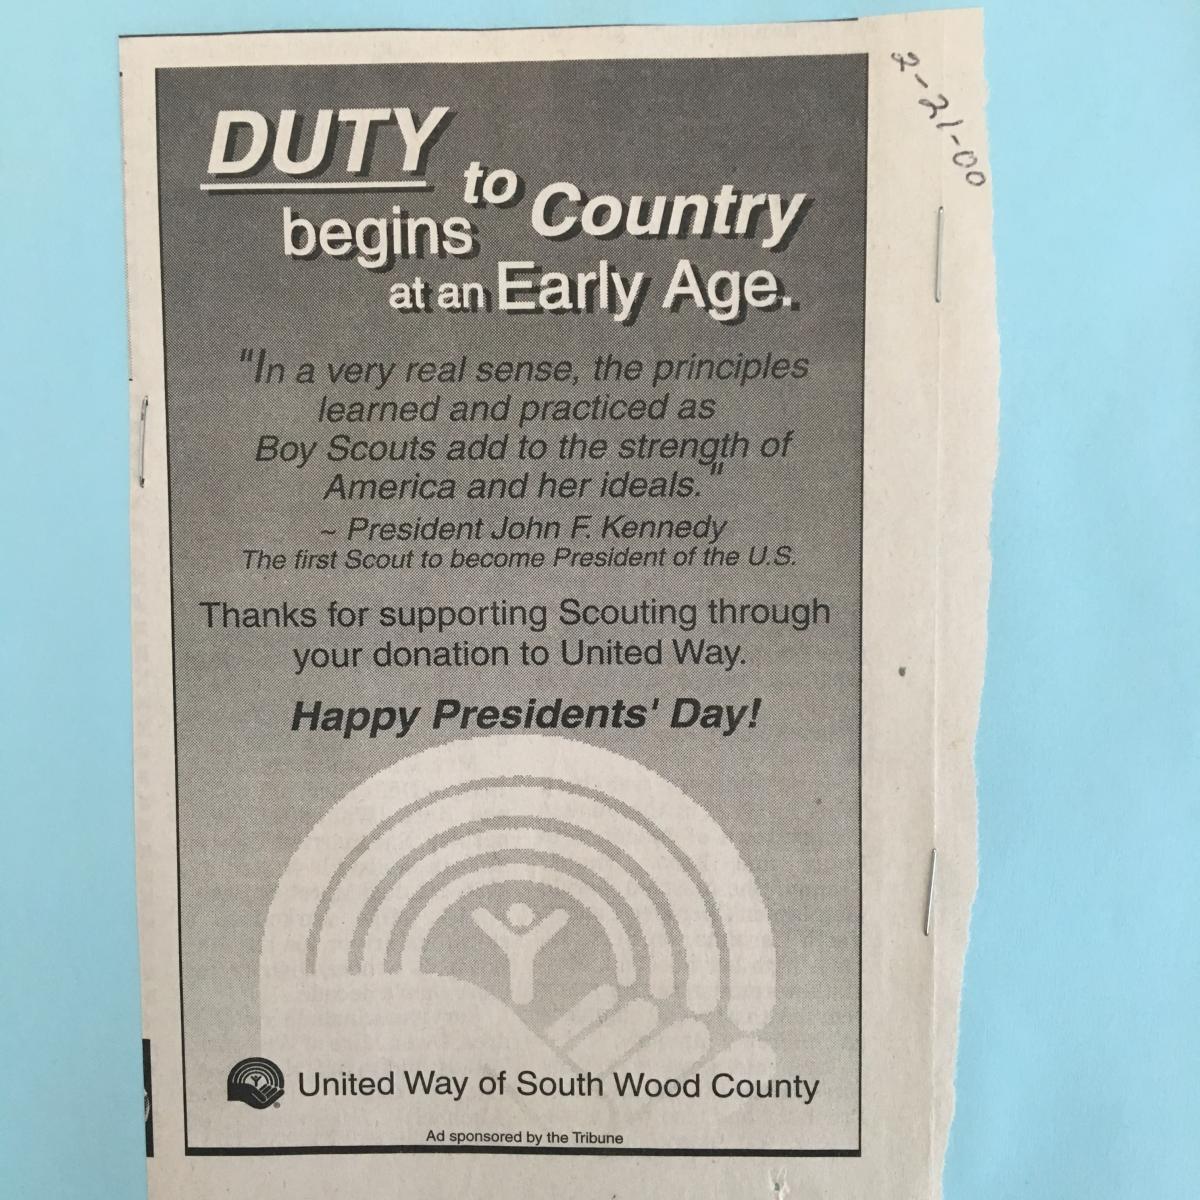 2-21-00
DUTY to Country
begins
at an Early Age.
"In a very real sense, the principles
learned and practiced as
Boy Scouts add to the strength of
America and her ideals."
~ President John F. Kennedy
The first Scout to become President of the U.S.
Thanks for supporting Scouting through
your donation to United Way.
Happy Presidents' Day!
United Way of South Wood County
Ad sponsored by the Tribune